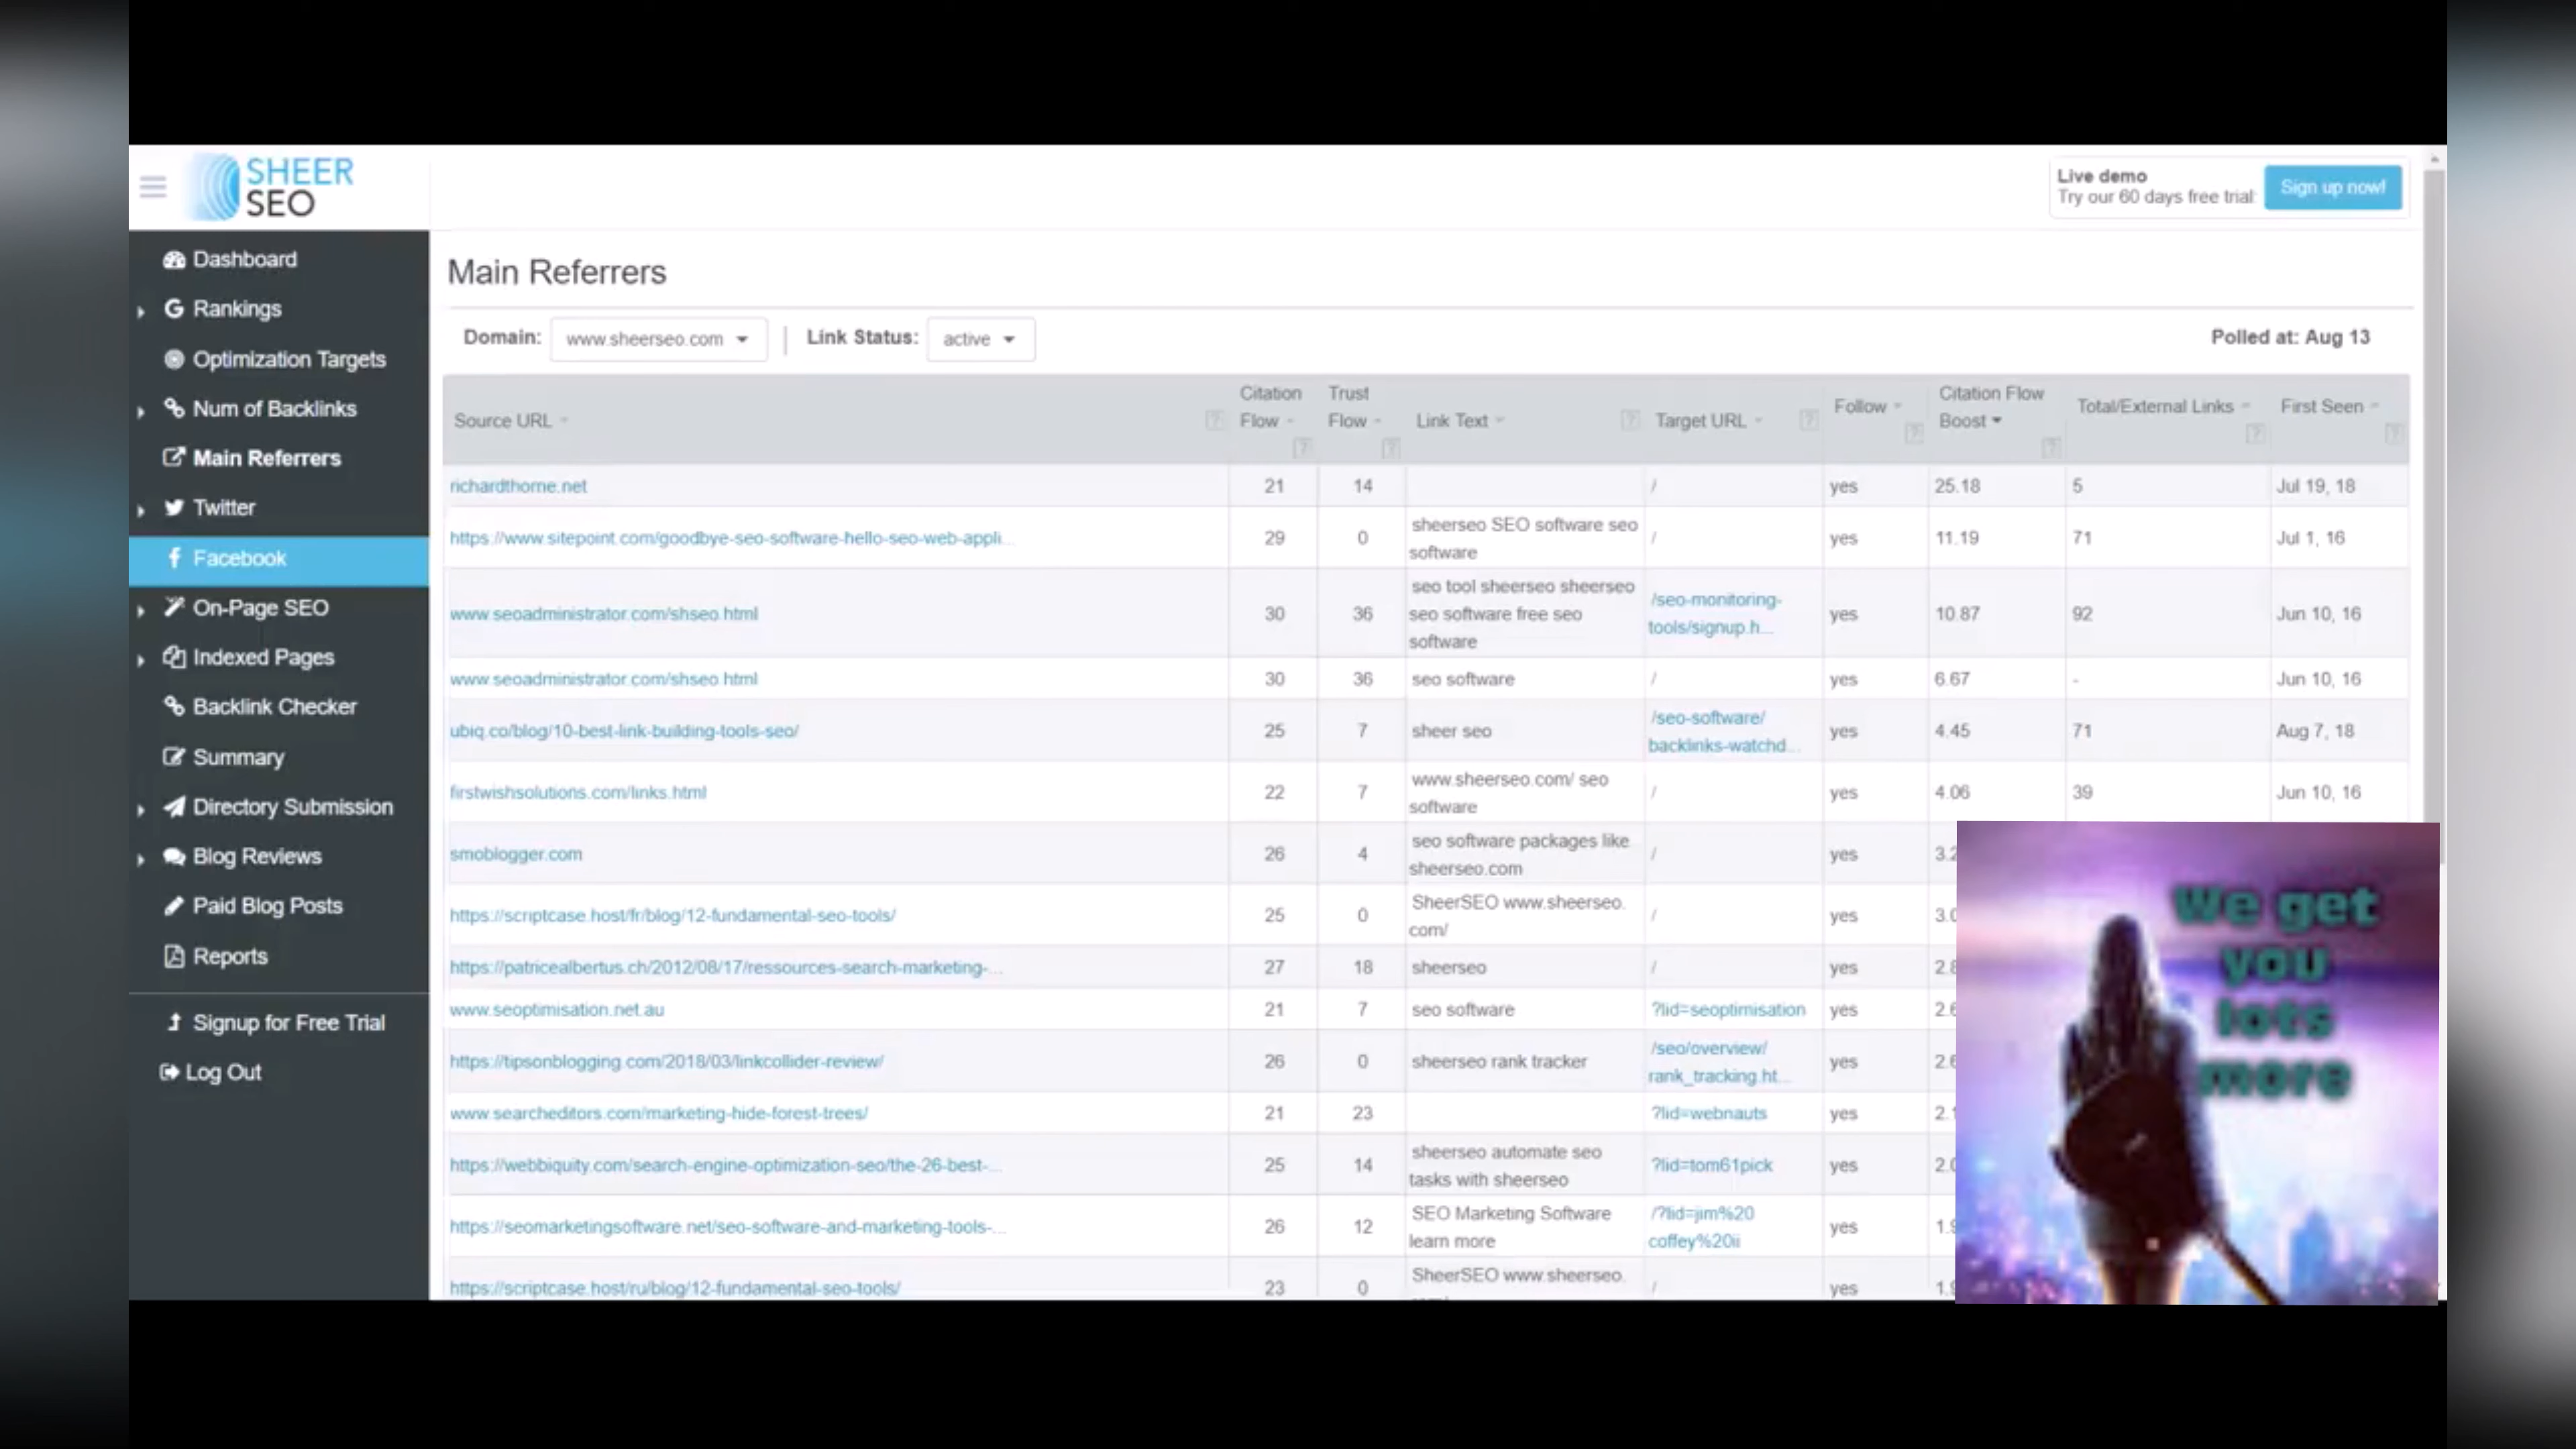 SHEER
SEO
Live demo
Try our 60 days free trial:
Sign up now!
Dashboard
Rankings
Optimization Targets
Num of Backlinks
Main Referrers
Twitter
Facebook
On-Page SEO
Indexed Pages
Backlink Checker
Summary
Directory Submission
Blog Reviews
Paid Blog Posts
Reports
Signup for Free Trial
Log Out
Main Referrers
Domain: www.sheerseo.com | Link Status: active Polled at: Aug 13
Source URL Citation Flow Trust Flow Link Text Target URL Follow Citation Flow Boost Total/External Links First Seen
richardthorne.net 21 14 / yes 25.18 5 Jul 19, 18
https://www.sitepoint.com/goodbye-seo-software-hello-seo-web-appli... 29 0 sheerseo SEO software seo software / yes 11.19 71 Jul 1, 16
www.seoadministrator.com/shseo.html 30 36 seo tool sheerseo sheerseo seo software free seo software /seo-monitoring-tools/signup.h... yes 10.87 92 Jun 10, 16
www.seoadministrator.com/shseo.html 30 36 seo software / yes 6.67 - Jun 10, 16
ubiq.co/blog/10-best-link-building-tools-seo/ 25 7 sheer seo /seo-software/backlinks-watchd... yes 4.45 71 Aug 7, 18
firstwishsolutions.com/links.html 22 7 www.sheerseo.com/ seo software / yes 4.06 39 Jun 10, 16
smoblogger.com 26 4 seo software packages like sheerseo.com / yes
https://scriptcase.host/fr/blog/12-fundamental-seo-tools/ 25 0 SheerSEO www.sheerseo.com/ / yes
https://patricealbertus.ch/2012/08/17/ressources-search-marketing-... 27 18 sheerseo / yes
www.seoptimisation.net.au 21 7 seo software ?lid=seoptimisation yes
https://tipsonblogging.com/2018/03/linkcollider-review/ 26 0 sheerseo rank tracker /seo/overview/rank_tracking.ht... yes
www.searcheditors.com/marketing-hide-forest-trees/ 21 23 ?lid=webnauts yes
https://webbiquity.com/search-engine-optimization-seo/the-26-best-... 25 14 sheerseo automate seo tasks with sheerseo ?lid=tom61pick yes
https://seomarketingsoftware.net/seo-software-and-marketing-tools-... 26 12 SEO Marketing Software learn more /?lid=jim%20coffey%20ii yes
https://scriptcase.host/ru/blog/12-fundamental-seo-tools/ 23 0 SheerSEO www.sheerseo. / yes
We get
you
lots
more